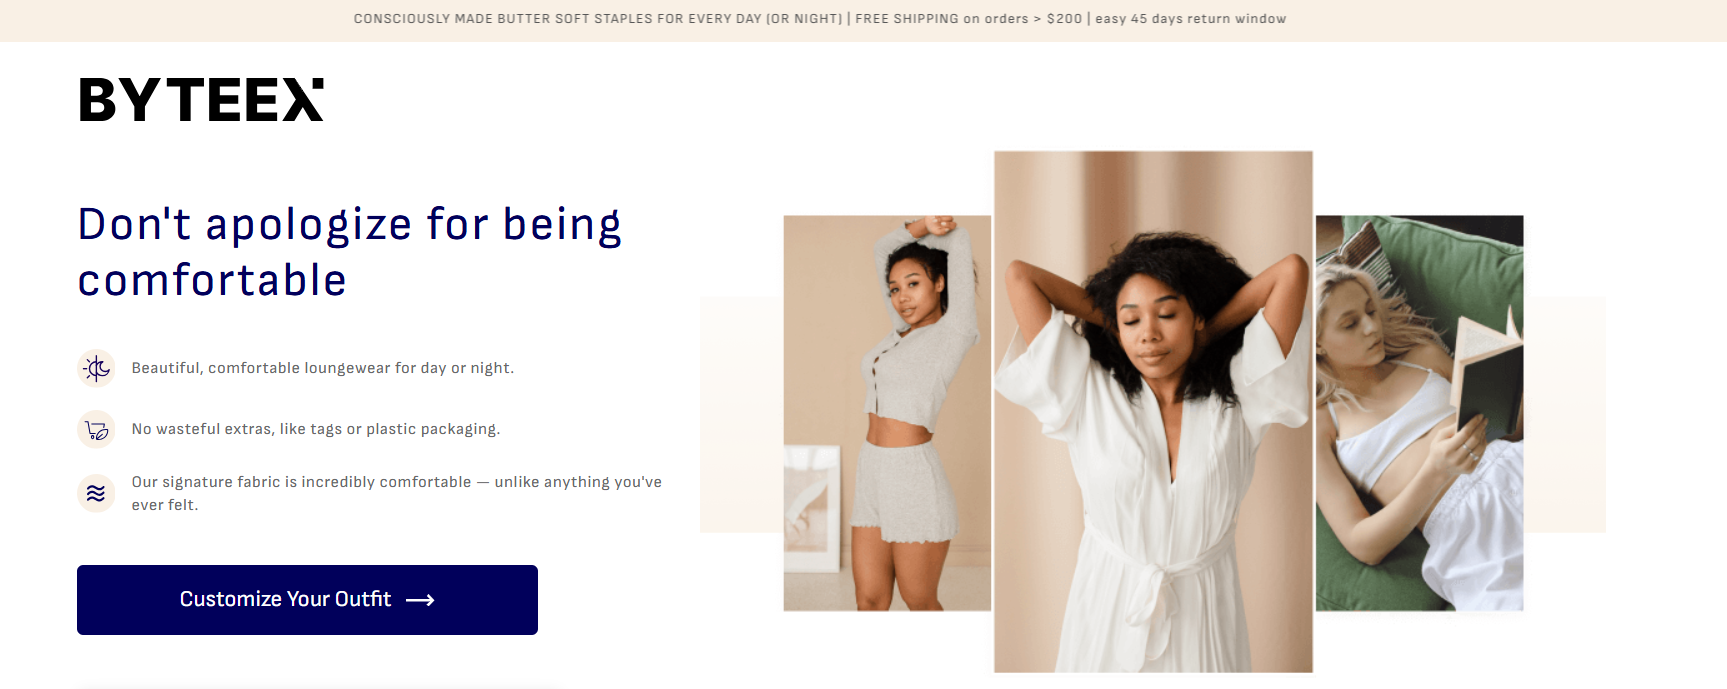 CONSCIOUSLY MADE BUTTER SOFT STAPLES FOR EVERY DAY (OR NIGHT) | FREE SHIPPING on orders > $200 | easy 45 days return window
BYTEEX
Don't apologize for being
comfortable
Beautiful, comfortable loungewear for day or night.
No wasteful extras, like tags or plastic packaging.
Our signature fabric is incredibly comfortable — unlike anything you've
ever felt.
Customize Your Outfit →